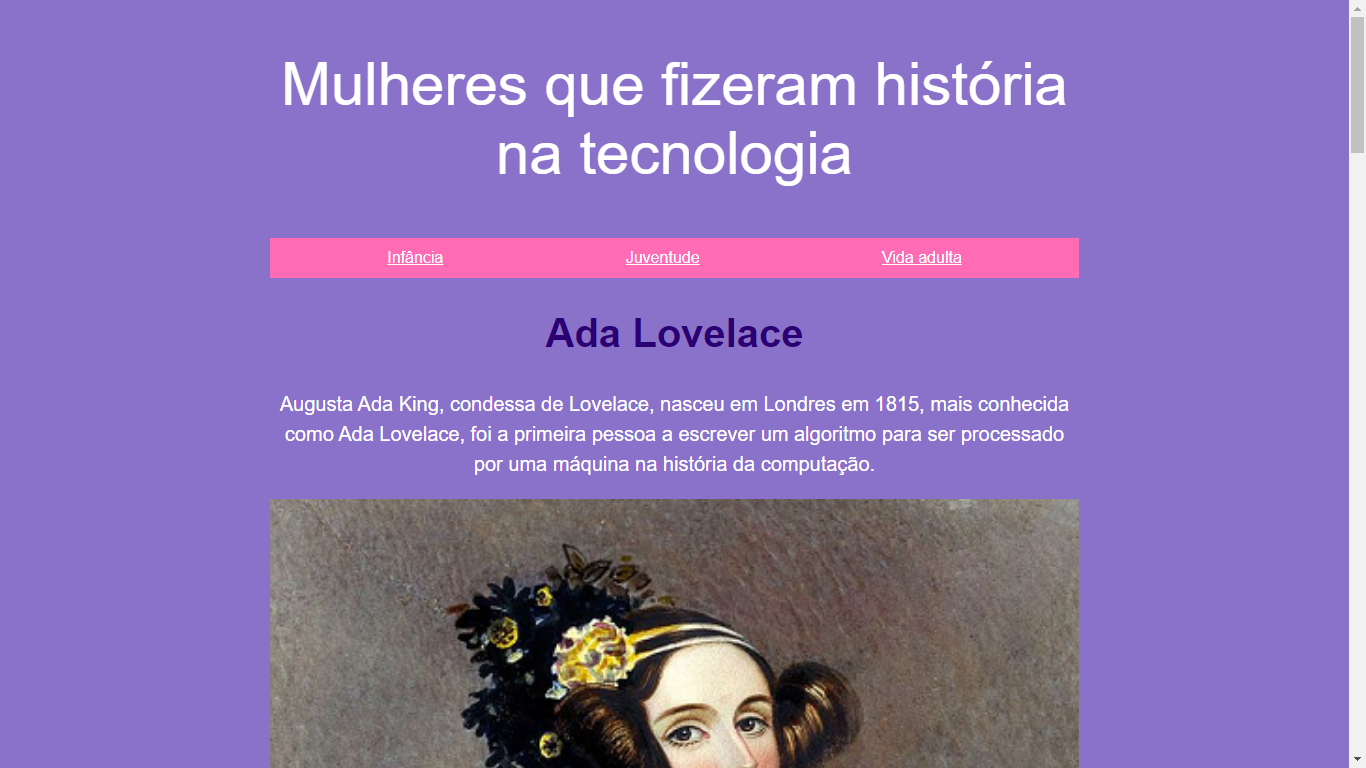 Mulheres que fizeram história
na tecnologia
Infância Juventude Vida adulta
Ada Lovelace
Augusta Ada King, condessa de Lovelace, nasceu em Londres em 1815, mais conhecida
como Ada Lovelace, foi a primeira pessoa a escrever um algoritmo para ser processado
por uma máquina na história da computação.